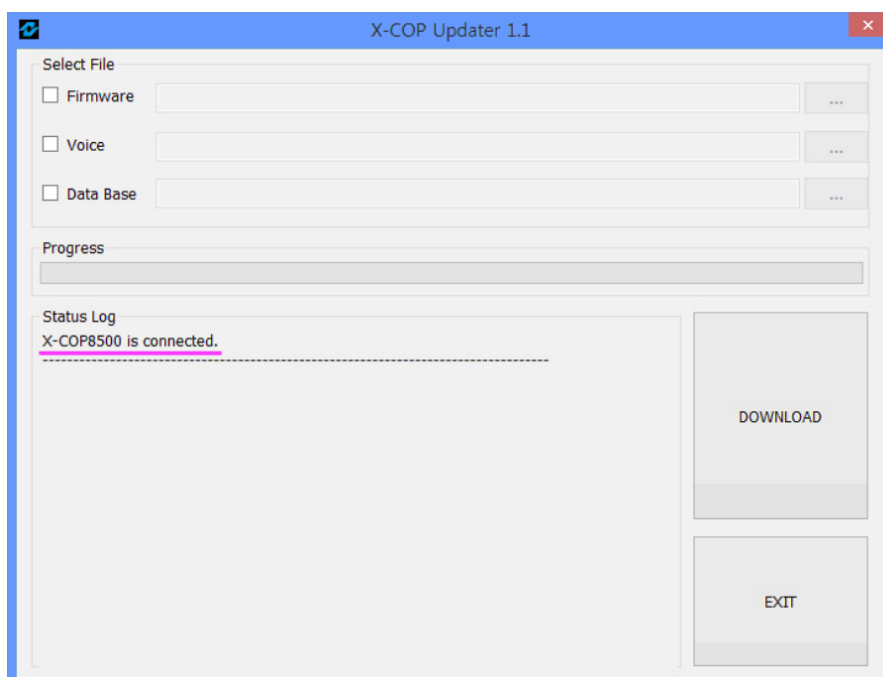 X-COP Updater 1.1
Select File
Firmware
...
Voice
...
Data Base
...
Progress
Status Log
X-COP8500 is connected.
--------------------------------------------------------------------------------
DOWNLOAD
EXIT